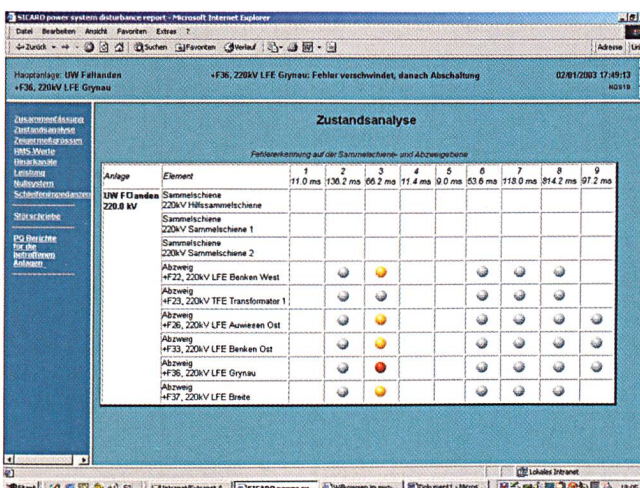 SICARD power system disturbance report - Microsoft Internet Explorer
Datei Bearbeiten Ansicht Favoriten Extras ?
Zurück Suchen Favoriten Verlauf Adresse
Hauptanlage: UW Fällanden +F36, 220kV LFE Grynau: Fehler verschwindet, danach Abschaltung 02/01/2003 17:49:13
+F36, 220kV LFE Grynau
Zusammenfassung
Zustandsanalyse
Zeigermeßgrössen
RMS Werte
Binärkanäle
Leistung
Nullsystem
Schleifenimpedanzen
Störschriebe
PQ Berichte
für die
betroffenen
Anlagen
Zustandsanalyse
Fehlererkennung auf der Sammelschiene- und Abzweigebene
Anlage Element 1 2 3 4 5 6 7 8 9
11.0 ms 136.2 ms 66.2 ms 11.4 ms 9.0 ms 63.6 ms 118.0 ms 814.2 ms 97.2 ms
UW F□landen Sammelschiene
220.0 kV 220kV Hilfssammelschiene
Sammelschiene
220kV Sammelschiene 1
Sammelschiene
220kV Sammelschiene 2
Abzweig
+F22, 220kV LFE Benken West
Abzweig
+F23, 220kV TFE Transformator 1
Abzweig
+F26, 220kV LFE Auwiesen Ost
Abzweig
+F33, 220kV LFE Benken Ost
Abzweig
+F36, 220kV LFE Grynau
Abzweig
+F37, 220kV LFE Breite
Lokales Intranet